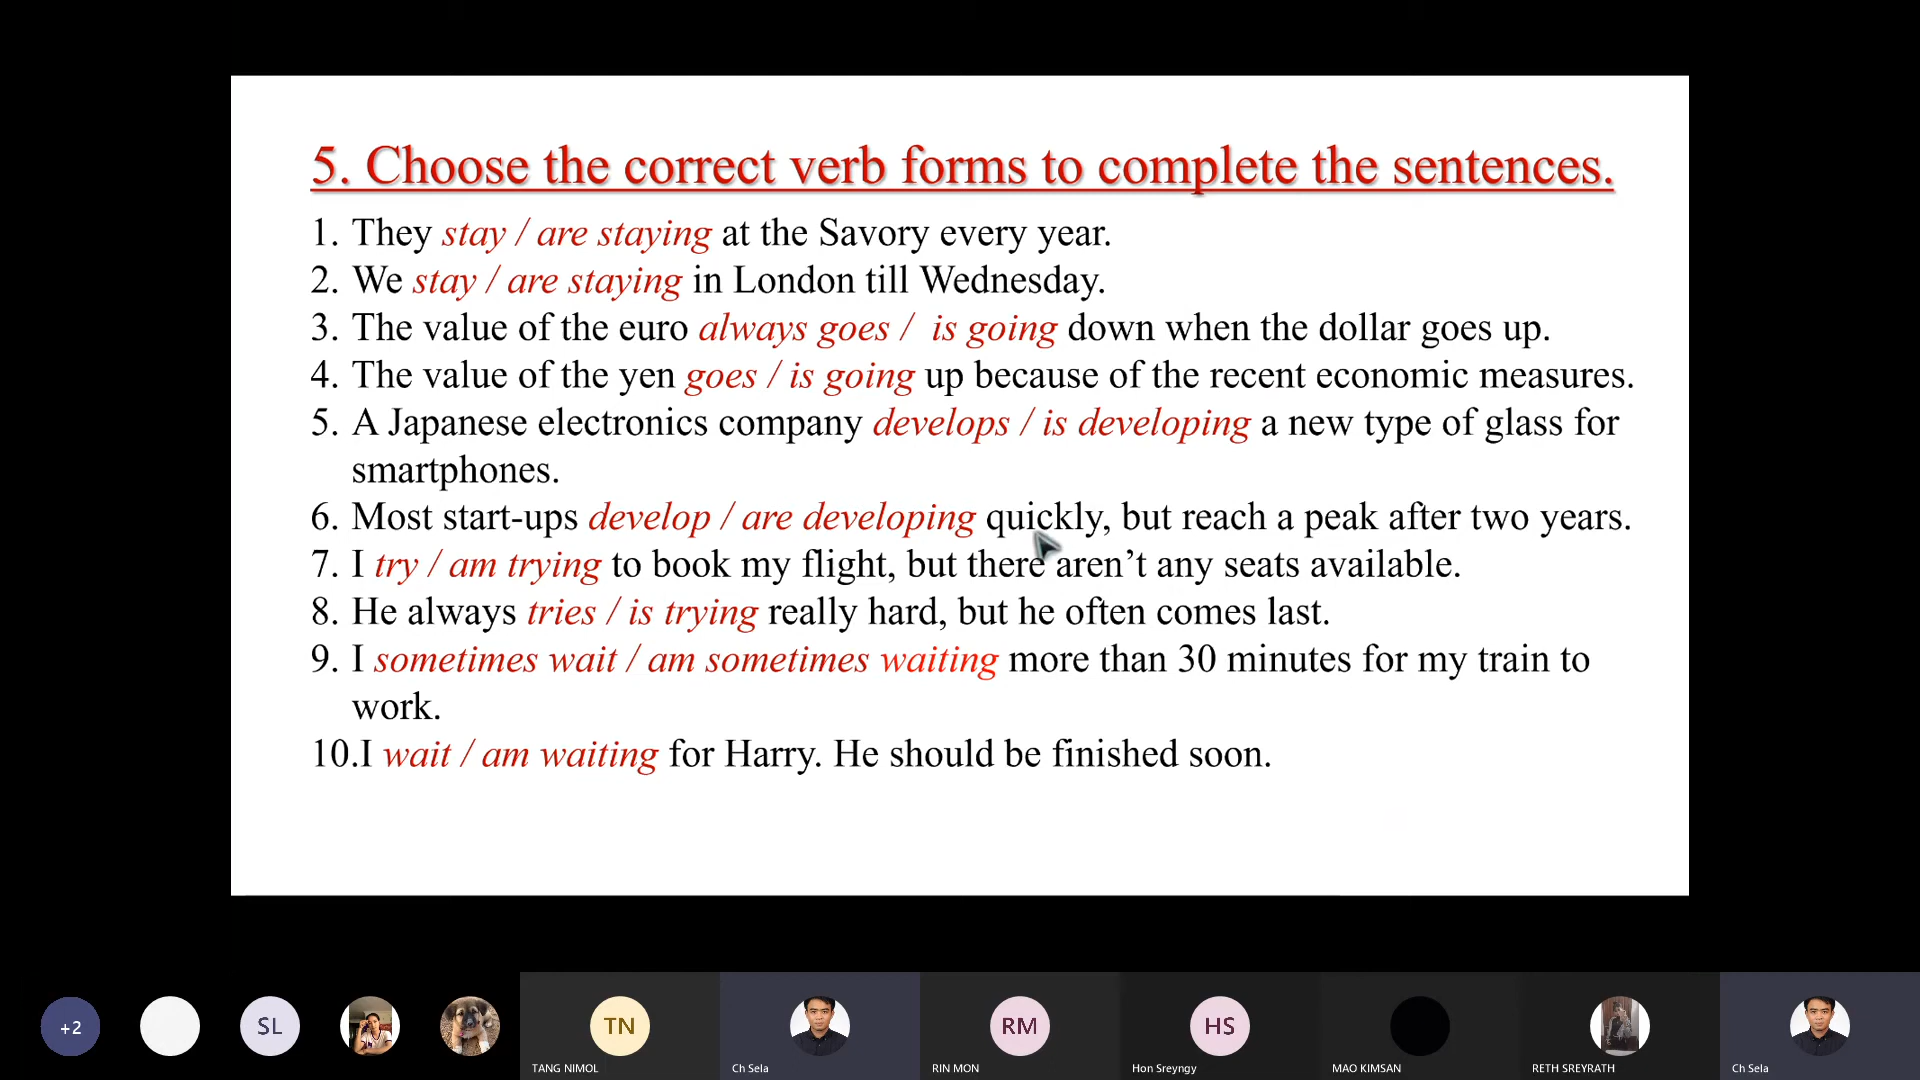 5. Choose the correct verb forms to complete the sentences.
1. They stay / are staying at the Savory every year.
2. We stay / are staying in London till Wednesday.
3. The value of the euro always goes / is going down when the dollar goes up.
4. The value of the yen goes / is going up because of the recent economic measures.
5. A Japanese electronics company develops / is developing a new type of glass for
smartphones.
6. Most start-ups develop / are developing quickly, but reach a peak after two years.
7. I try / am trying to book my flight, but there aren’t any seats available.
8. He always tries / is trying really hard, but he often comes last.
9. I sometimes wait / am sometimes waiting more than 30 minutes for my train to
work.
10.I wait / am waiting for Harry. He should be finished soon.
+2 SL TN RM HS
TANG NIMOL Ch Sela RIN MON Hon Sreyngy MAO KIMSAN RETH SREYRATH Ch Sela